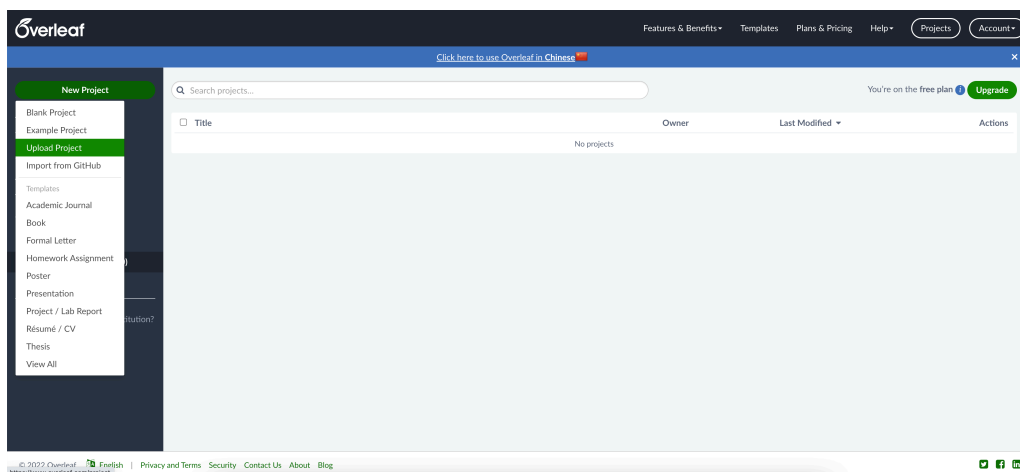 Overleaf
Features & Benefits Templates Plans & Pricing Help Projects Account
Click here to use Overleaf in Chinese
×
New Project
Search projects...
You're on the free plan i Upgrade
Blank Project
Example Project
Upload Project
Import from GitHub
Templates
Academic Journal
Book
Formal Letter
Homework Assignment
)
Poster
Presentation
Project / Lab Report
titution?
Résumé / CV
Thesis
View All
Title Owner Last Modified Actions
No projects
© 2022 Overleaf English | Privacy and Terms Security Contact Us About Blog